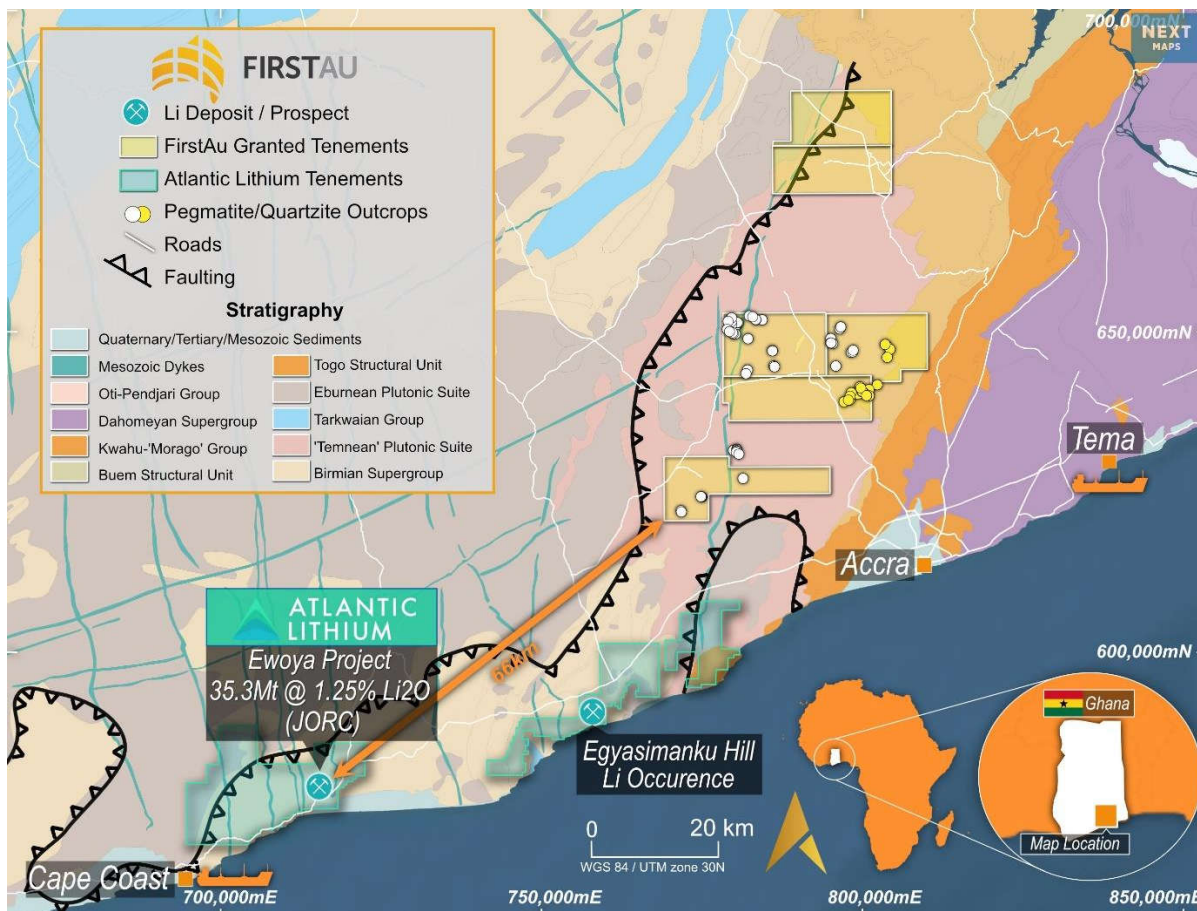 FIRSTAU
Li Deposit / Prospect
FirstAu Granted Tenements
Atlantic Lithium Tenements
Pegmatite/Quartzite Outcrops
Roads
Faulting
Stratigraphy
Quaternary/Tertiary/Mesozoic Sediments
Mesozoic Dykes
Oti-Pendjari Group
Dahomeyan Supergroup
Kwahu-'Morago' Group
Buem Structural Unit
Togo Structural Unit
Eburnean Plutonic Suite
Tarkwaian Group
'Temnean' Plutonic Suite
Birmian Supergroup
700,000mN
NEXT
MAPS
650,000mN
Tema
Accra
600,000mN
ATLANTIC
LITHIUM
Ewoya Project
35.3Mt @ 1.25% Li2O
(JORC)
66km
Egyasimanku Hill
Li Occurence
Ghana
Map Location
0 20 km
WGS 84 / UTM zone 30N
Cape Coast
700,000mE
750,000mE
800,000mE
850,000mE